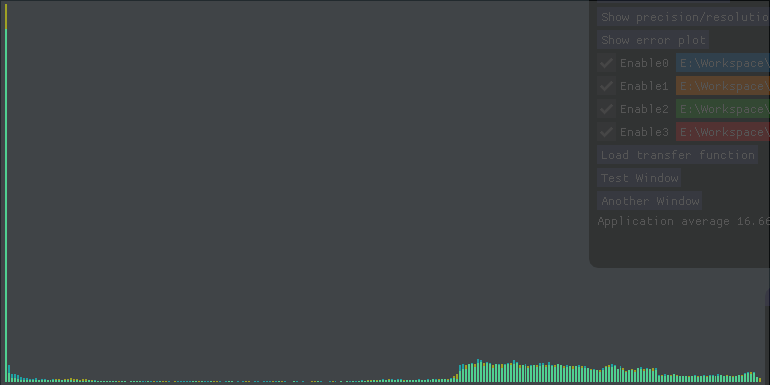 Show precision/resolutio
Show error plot
Enable0 E:\Workspace\
Enable1 E:\Workspace\
Enable2 E:\Workspace\
Enable3 E:\Workspace\
Load transfer function
Test Window
Another Window
Application average 16.66